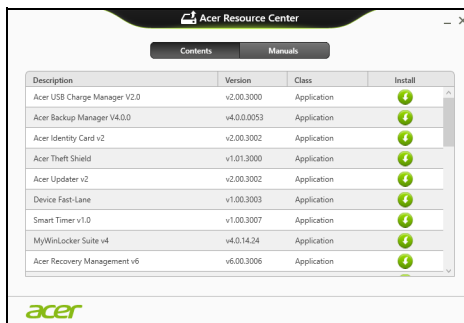 Acer Resource Center
Contents Manuals
Description Version Class Install
Acer USB Charge Manager V2.0 v2.00.3000 Application
Acer Backup Manager V4.0.0 v4.0.0.0053 Application
Acer Identity Card v2 v2.00.3002 Application
Acer Theft Shield v1.01.3000 Application
Acer Updater v2 v2.00.3002 Application
Device Fast-Lane v1.00.3003 Application
Smart Timer v1.0 v1.00.3007 Application
MyWinLocker Suite v4 v4.0.14.24 Application
Acer Recovery Management v6 v6.00.3006 Application
acer